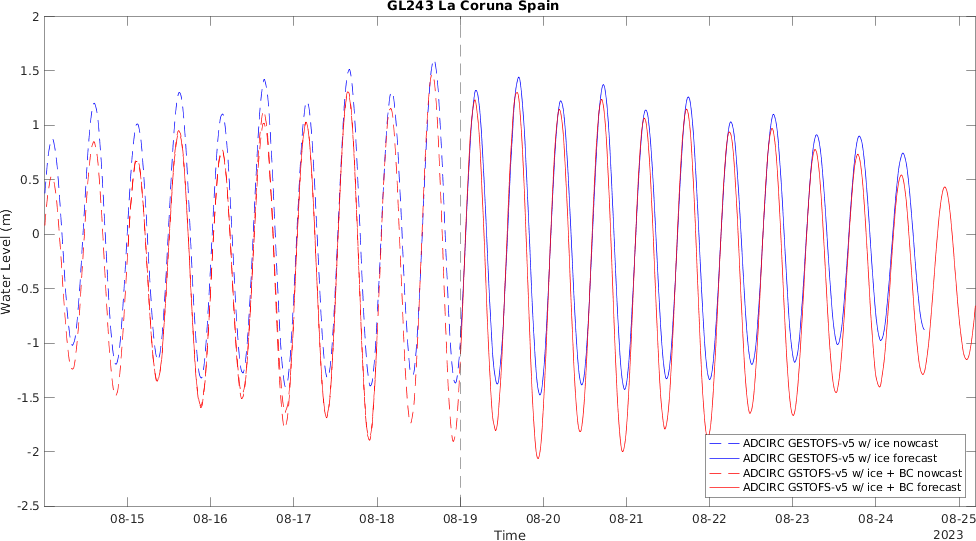 GL243 La Coruna Spain
2
1.5
1
0.5
0
-0.5
-1
-1.5
-2
-2.5
Water Level (m)
ADCIRC GESTOFS-v5 w/ ice nowcast
ADCIRC GESTOFS-v5 w/ ice forecast
ADCIRC GSTOFS-v5 w/ ice + BC nowcast
ADCIRC GSTOFS-v5 w/ ice + BC forecast
08-15 08-16 08-17 08-18 08-19 08-20 08-21 08-22 08-23 08-24 08-25
Time
2023